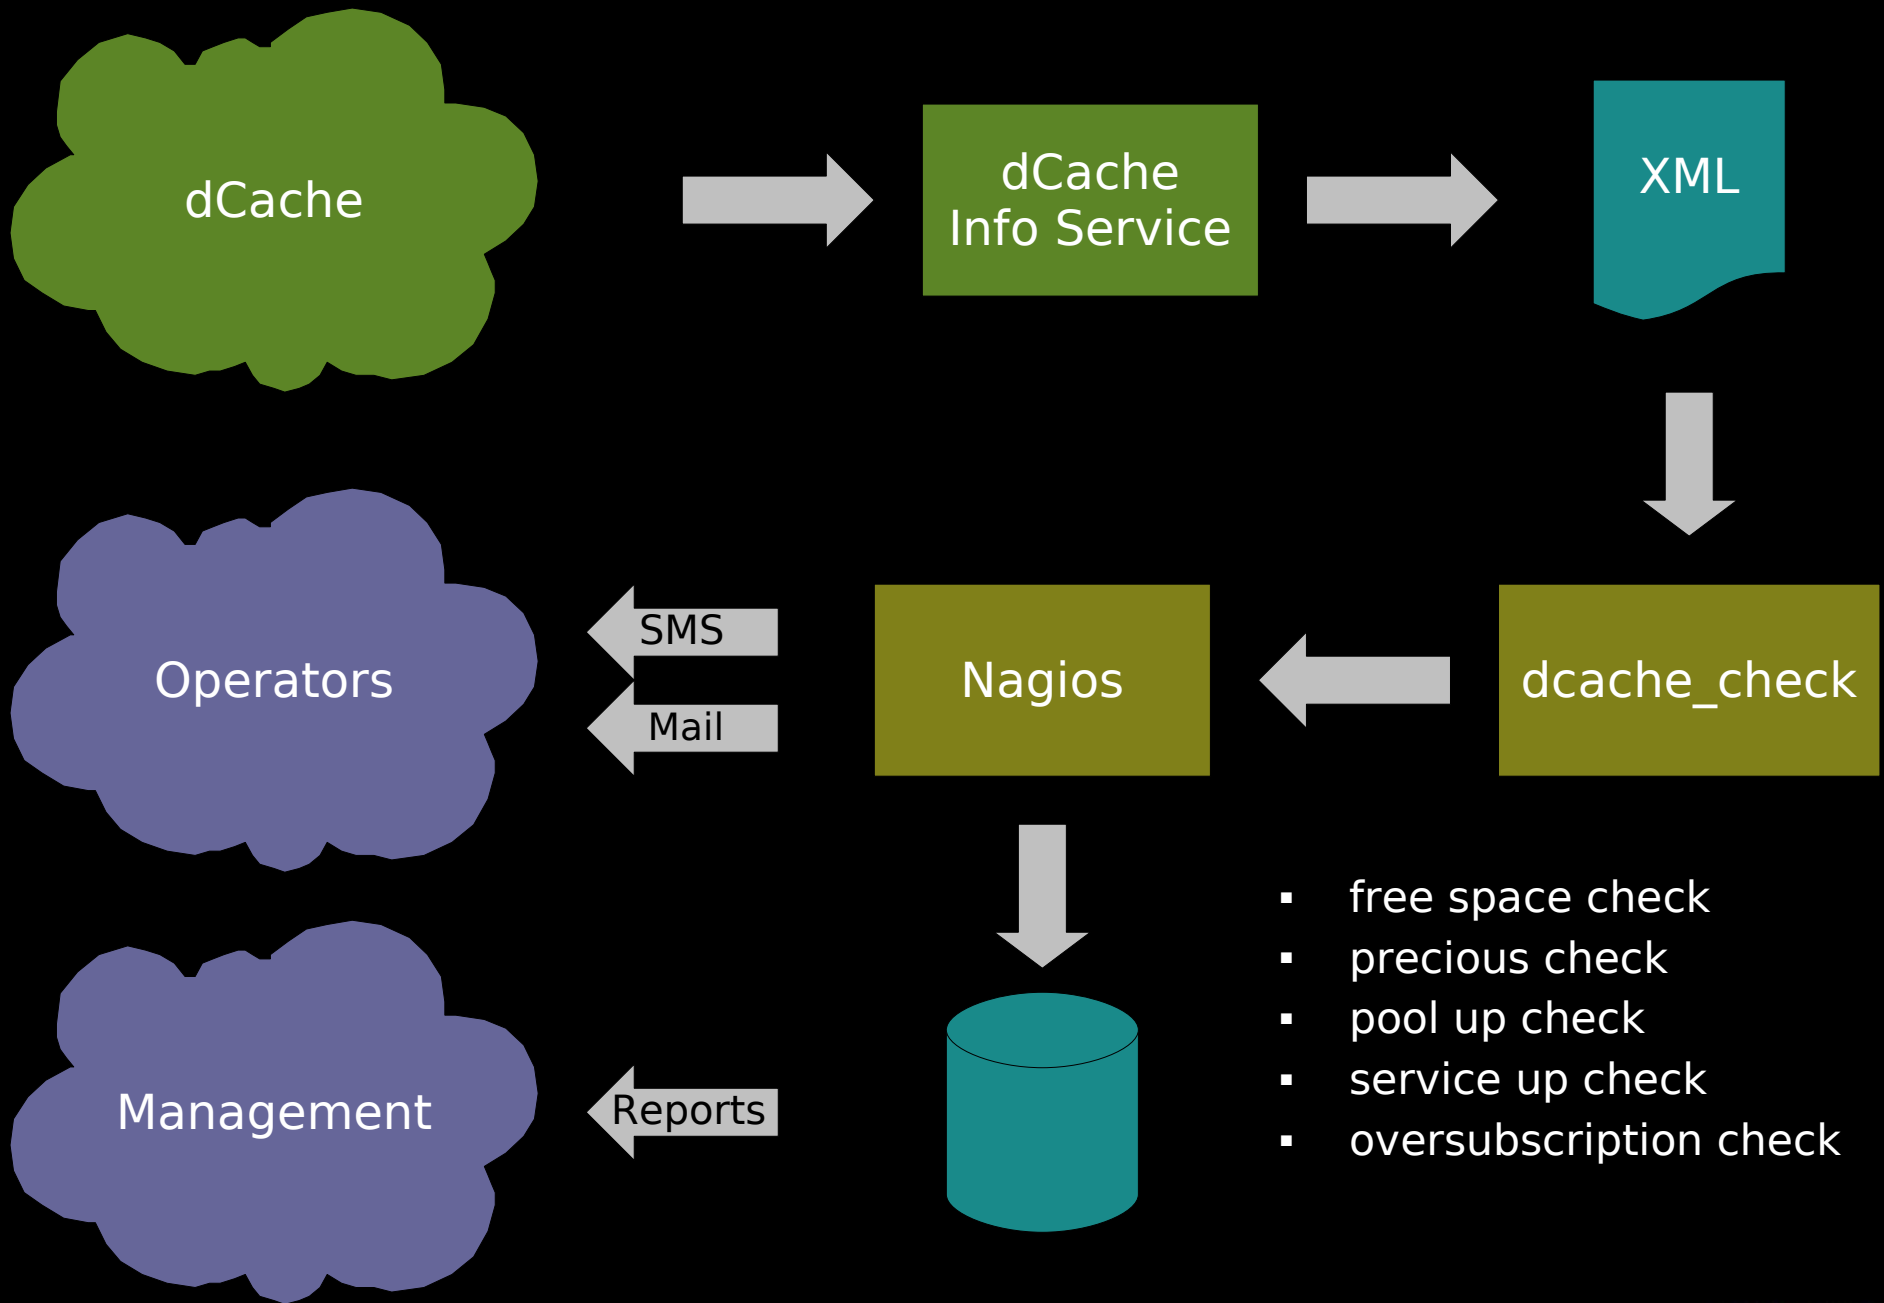 dCache
dCache
Info Service
XML
Operators
SMS
Mail
Nagios
dcache_check
▪ free space check
▪ precious check
▪ pool up check
▪ service up check
▪ oversubscription check
Management
Reports